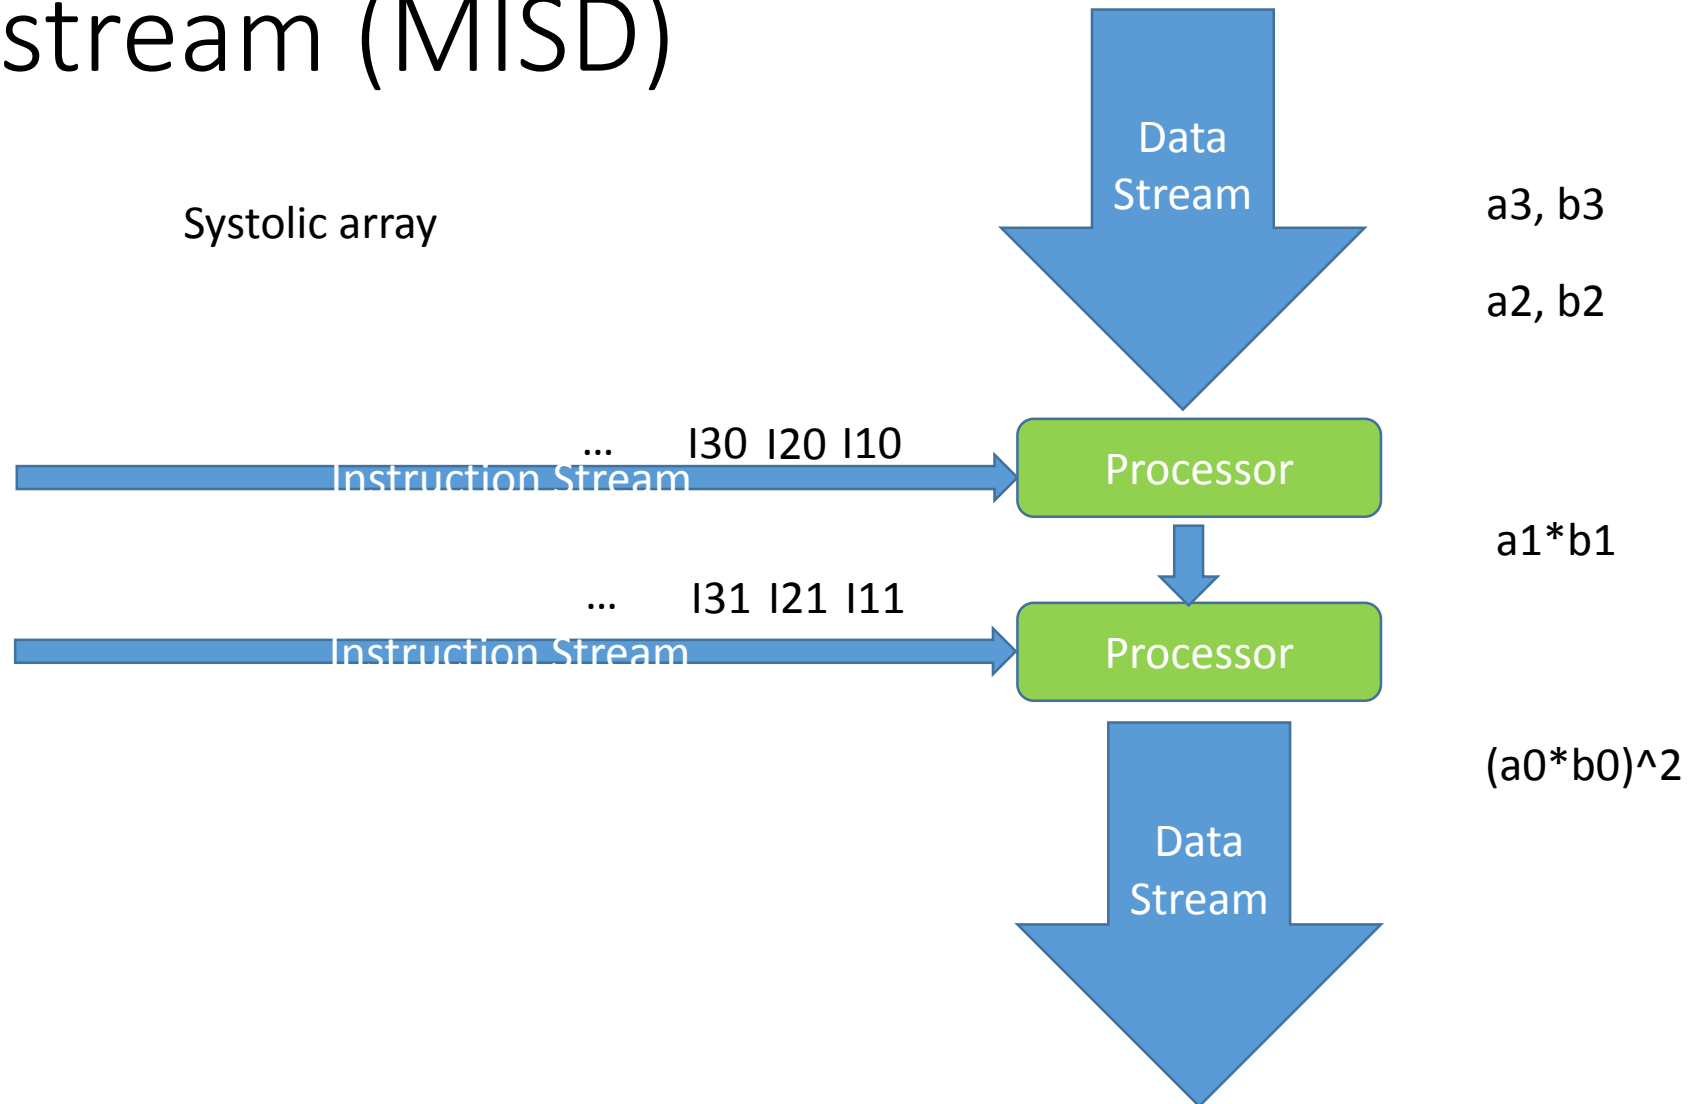 stream (MISD)
Data
Stream
Systolic array
a3, b3
a2, b2
... I30 I20 I10
Instruction Stream
Processor
a1*b1
... I31 I21 I11
Instruction Stream
Processor
(a0*b0)^2
Data
Stream